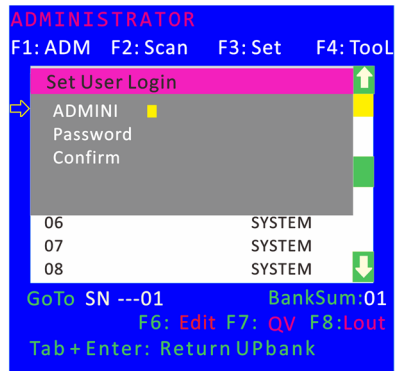 ADMINISTRATOR
F1: ADM F2: Scan F3: Set F4: TooL
Set User Login
ADMINI
Password
Confirm
06 SYSTEM
07 SYSTEM
08 SYSTEM
GoTo SN ---01 BankSum:01
F6: Edit F7: QV F8:Lout
Tab + Enter: Return UPbank